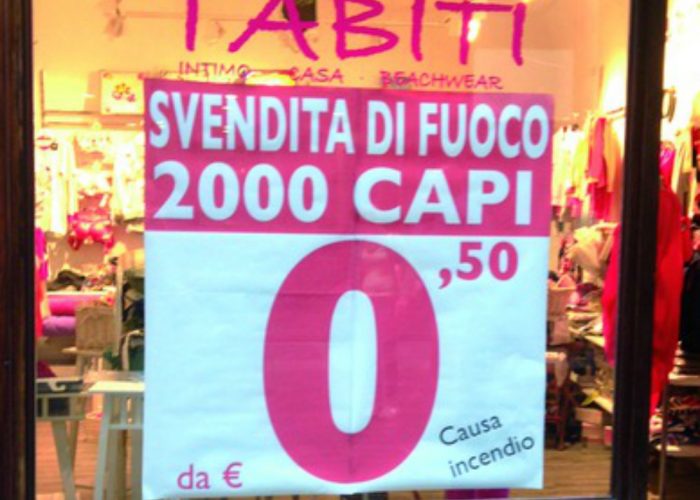 TABITI
INTIMO · CASA · BEACHWEAR
SVENDITA DI FUOCO
2000 CAPI
da € 0,50
Causa
incendio